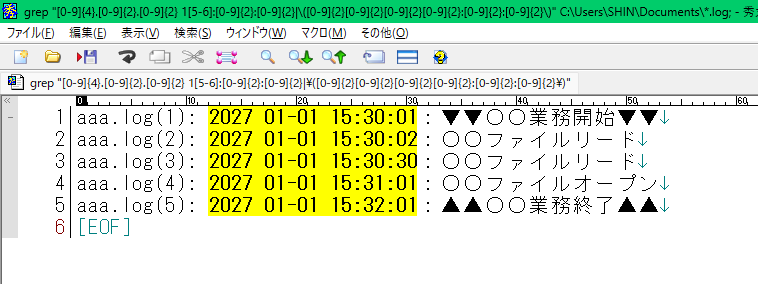 grep "[0-9]{4}.[0-9]{2}.[0-9]{2} 1[5-6]:[0-9]{2}:[0-9]{2}|\([0-9]{2}[0-9]{2}[0-9]{2}[0-9]{2}:[0-9]{2}:[0-9]{2}\)" C:\Users\SHIN\Documents\*.log; - 秀
ファイル(F) 編集(E) 表示(V) 検索(S) ウィンドウ(W) マクロ(M) その他(O)
grep "[0-9]{4}.[0-9]{2}.[0-9]{2} 1[5-6]:[0-9]{2}:[0-9]{2}|¥([0-9]{2}[0-9]{2}[0-9]{2}[0-9]{2}:[0-9]{2}:[0-9]{2}¥)"
0 10 20 30 40 50 60
1 aaa.log(1): 2027 01-01 15:30:01 : ▼▼○○業務開始▼▼↓
2 aaa.log(2): 2027 01-01 15:30:02 : ○○ファイルリード↓
3 aaa.log(3): 2027 01-01 15:30:30 : ○○ファイルリード↓
4 aaa.log(4): 2027 01-01 15:31:01 : ○○ファイルオープン↓
5 aaa.log(5): 2027 01-01 15:32:01 : ▲▲○○業務終了▲▲↓
6 [EOF]